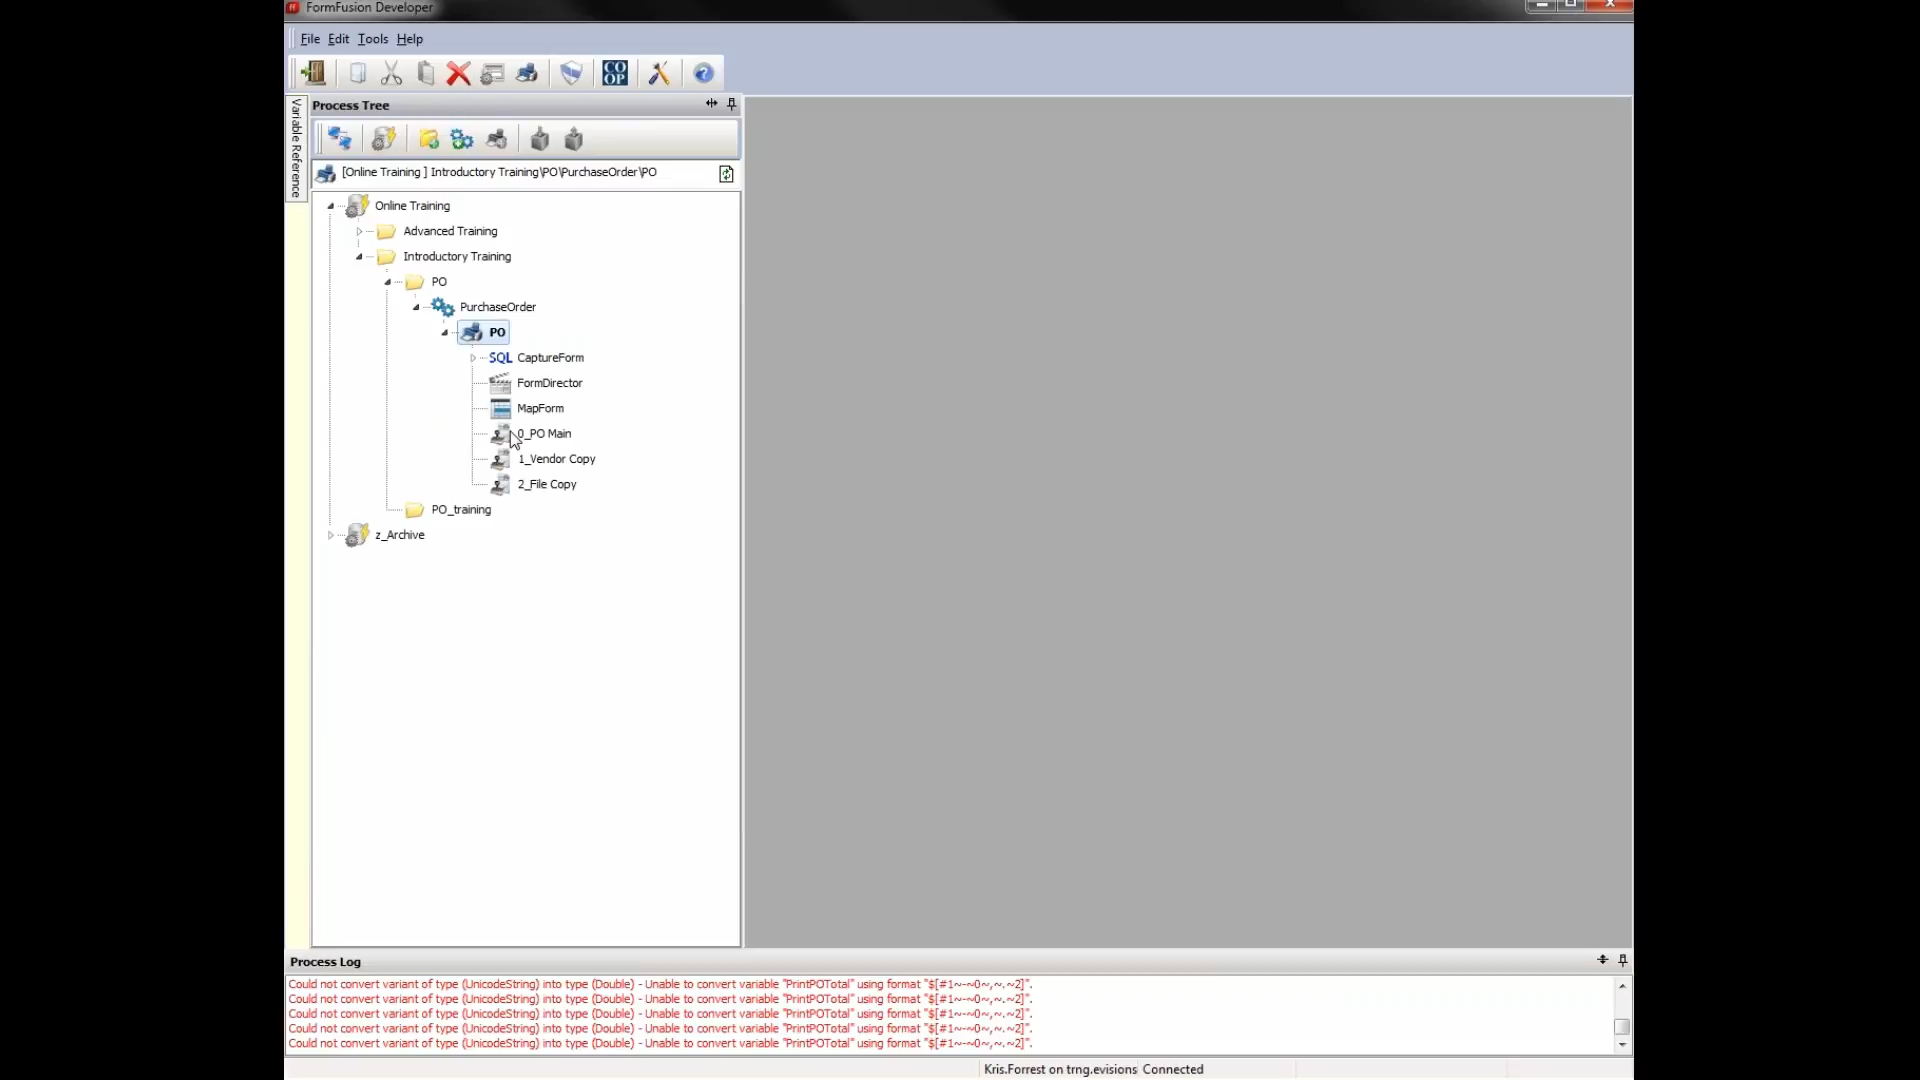 FormFusion Developer
File Edit Tools Help
CO
OP
Variable Reference
Process Tree
[Online Training ] Introductory Training\PO\PurchaseOrder\PO
Online Training
Advanced Training
Introductory Training
PO
PurchaseOrder
PO
SQL CaptureForm
FormDirector
MapForm
0_PO Main
1_Vendor Copy
2_File Copy
PO_training
z_Archive
Process Log
Could not convert variant of type (UnicodeString) into type (Double) - Unable to convert variable "PrintPOTotal" using format "$[#1~-~0~,~.~2]".
Could not convert variant of type (UnicodeString) into type (Double) - Unable to convert variable "PrintPOTotal" using format "$[#1~-~0~,~.~2]".
Could not convert variant of type (UnicodeString) into type (Double) - Unable to convert variable "PrintPOTotal" using format "$[#1~-~0~,~.~2]".
Could not convert variant of type (UnicodeString) into type (Double) - Unable to convert variable "PrintPOTotal" using format "$[#1~-~0~,~.~2]".
Could not convert variant of type (UnicodeString) into type (Double) - Unable to convert variable "PrintPOTotal" using format "$[#1~-~0~,~.~2]".
Kris.Forrest on trng.evisions Connected